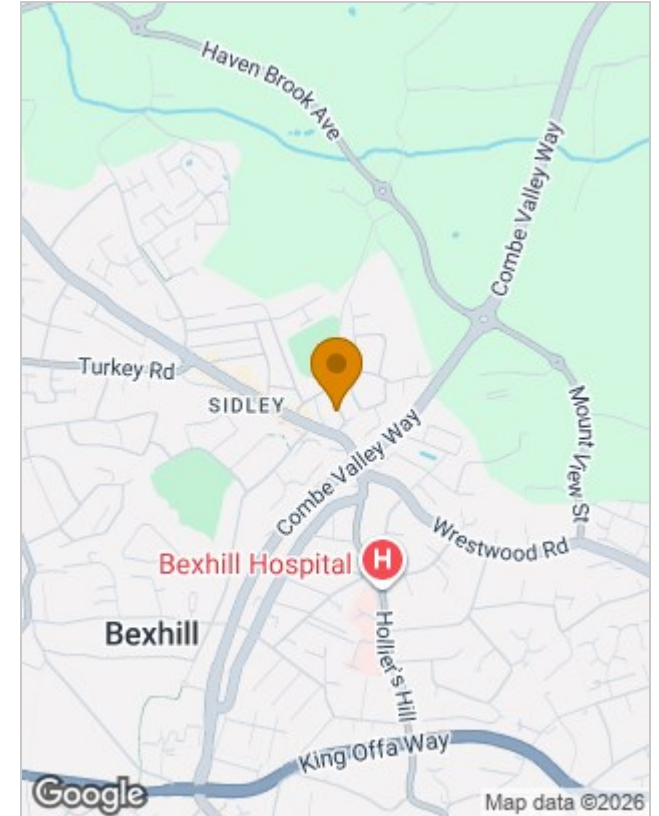 Haven Brook Ave
Combe Valley Way
Turkey Rd
SIDLEY
Mount View St
Combe Valley Way
Wrestwood Rd
Bexhill Hospital
H
Bexhill
Hollier's Hill
King Offa Way
Google
Map data ©2026